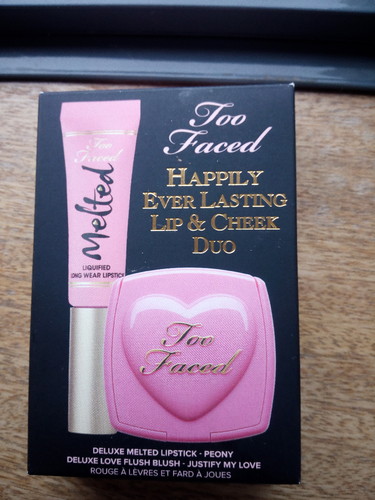 Too
Faced
HAPPILY
EVER LASTING
LIP & CHEEK
DUO
Too
Faced
Melted
LIQUIFIED
LONG WEAR LIPSTICK
Too
Faced
DELUXE MELTED LIPSTICK - PEONY
DELUXE LOVE FLUSH BLUSH - JUSTIFY MY LOVE
ROUGE À LÈVRES ET FARD À JOUES